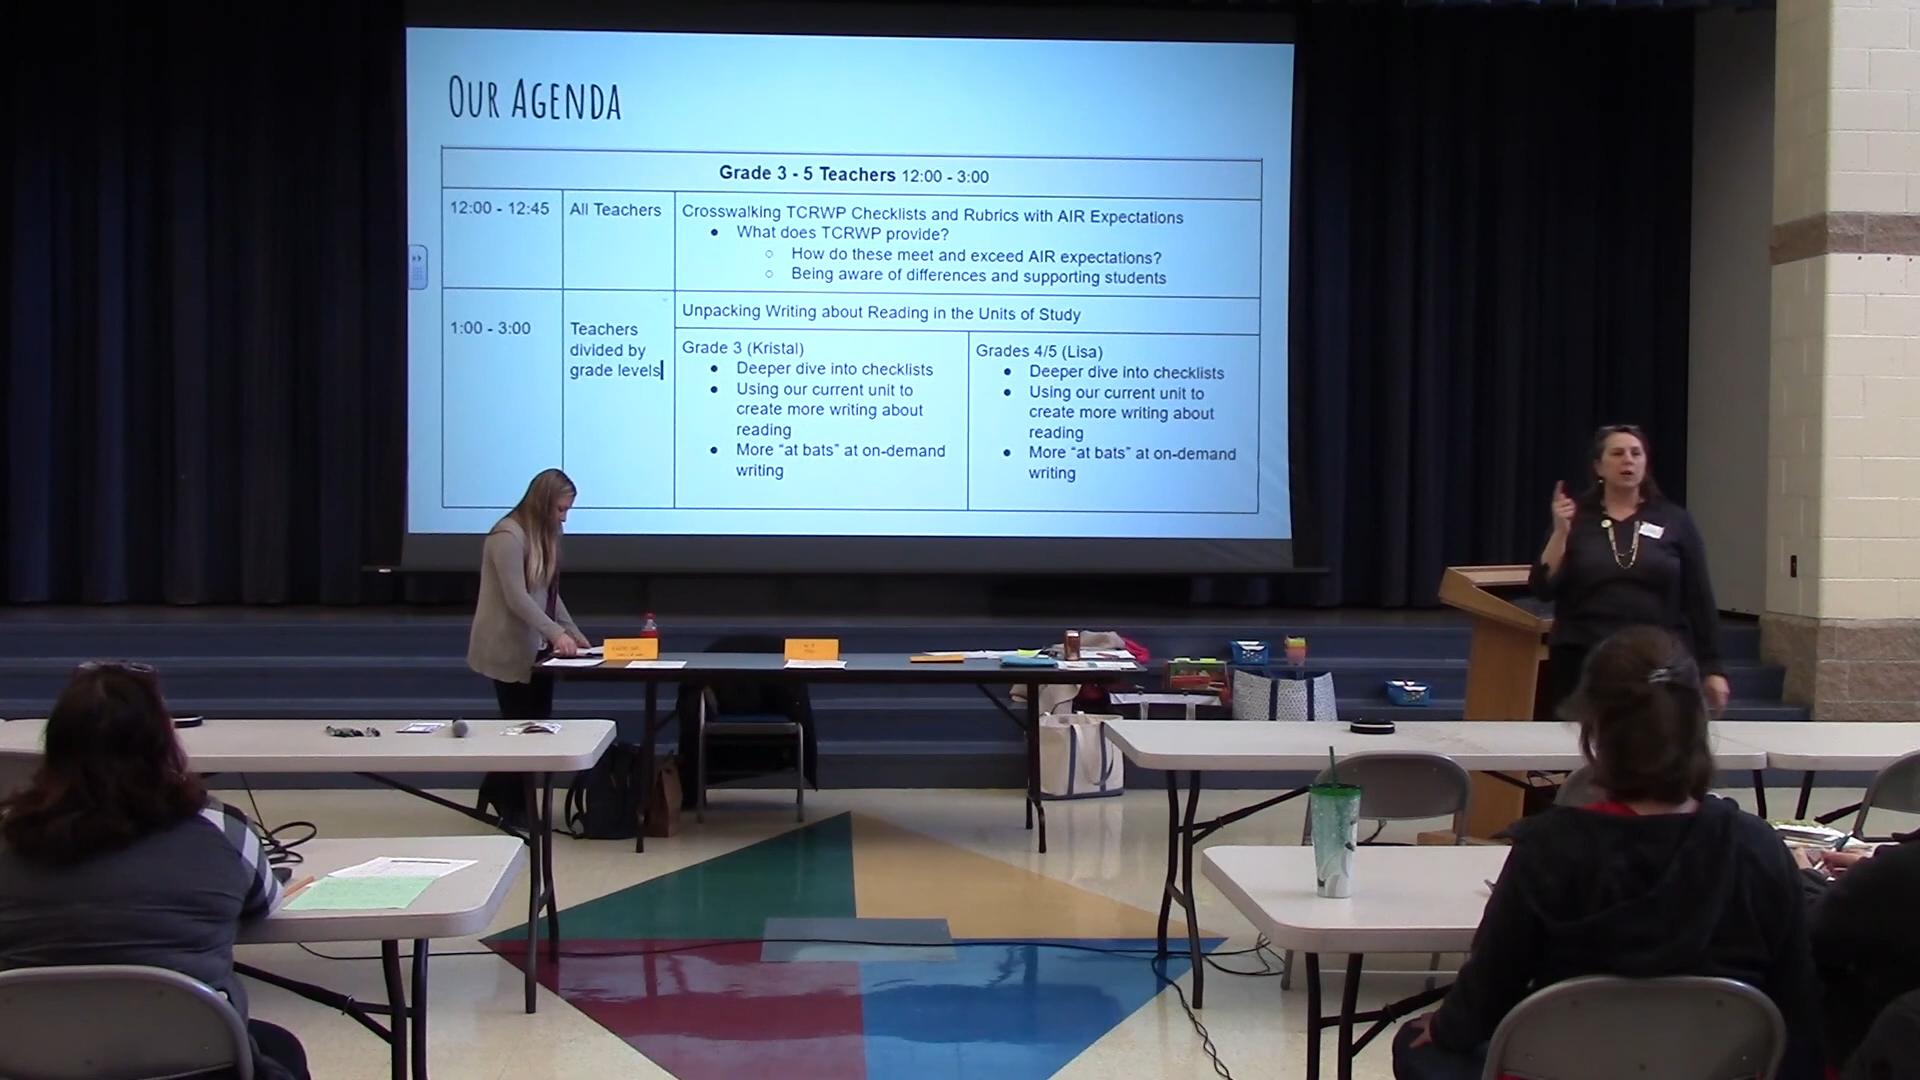 OUR AGENDA
Grade 3 - 5 Teachers 12:00 - 3:00
12:00 - 12:45
All Teachers
Crosswalking TCRWP Checklists and Rubrics with AIR Expectations
● What does TCRWP provide?
○ How do these meet and exceed AIR expectations?
○ Being aware of differences and supporting students
1:00 - 3:00
Teachers
divided by
grade levels
Unpacking Writing about Reading in the Units of Study
Grade 3 (Kristal)
● Deeper dive into checklists
● Using our current unit to
create more writing about
reading
● More “at bats” at on-demand
writing
Grades 4/5 (Lisa)
● Deeper dive into checklists
● Using our current unit to
create more writing about
reading
● More “at bats” at on-demand
writing